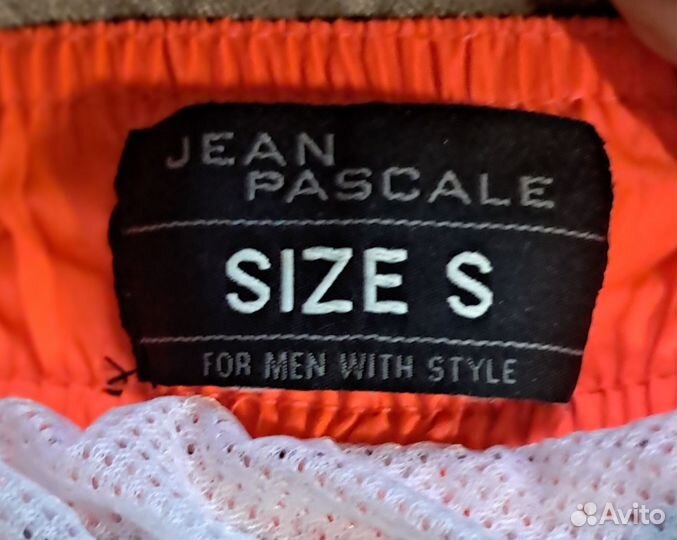 JEAN
PASCALE
SIZE S
FOR MEN WITH STYLE
Avito